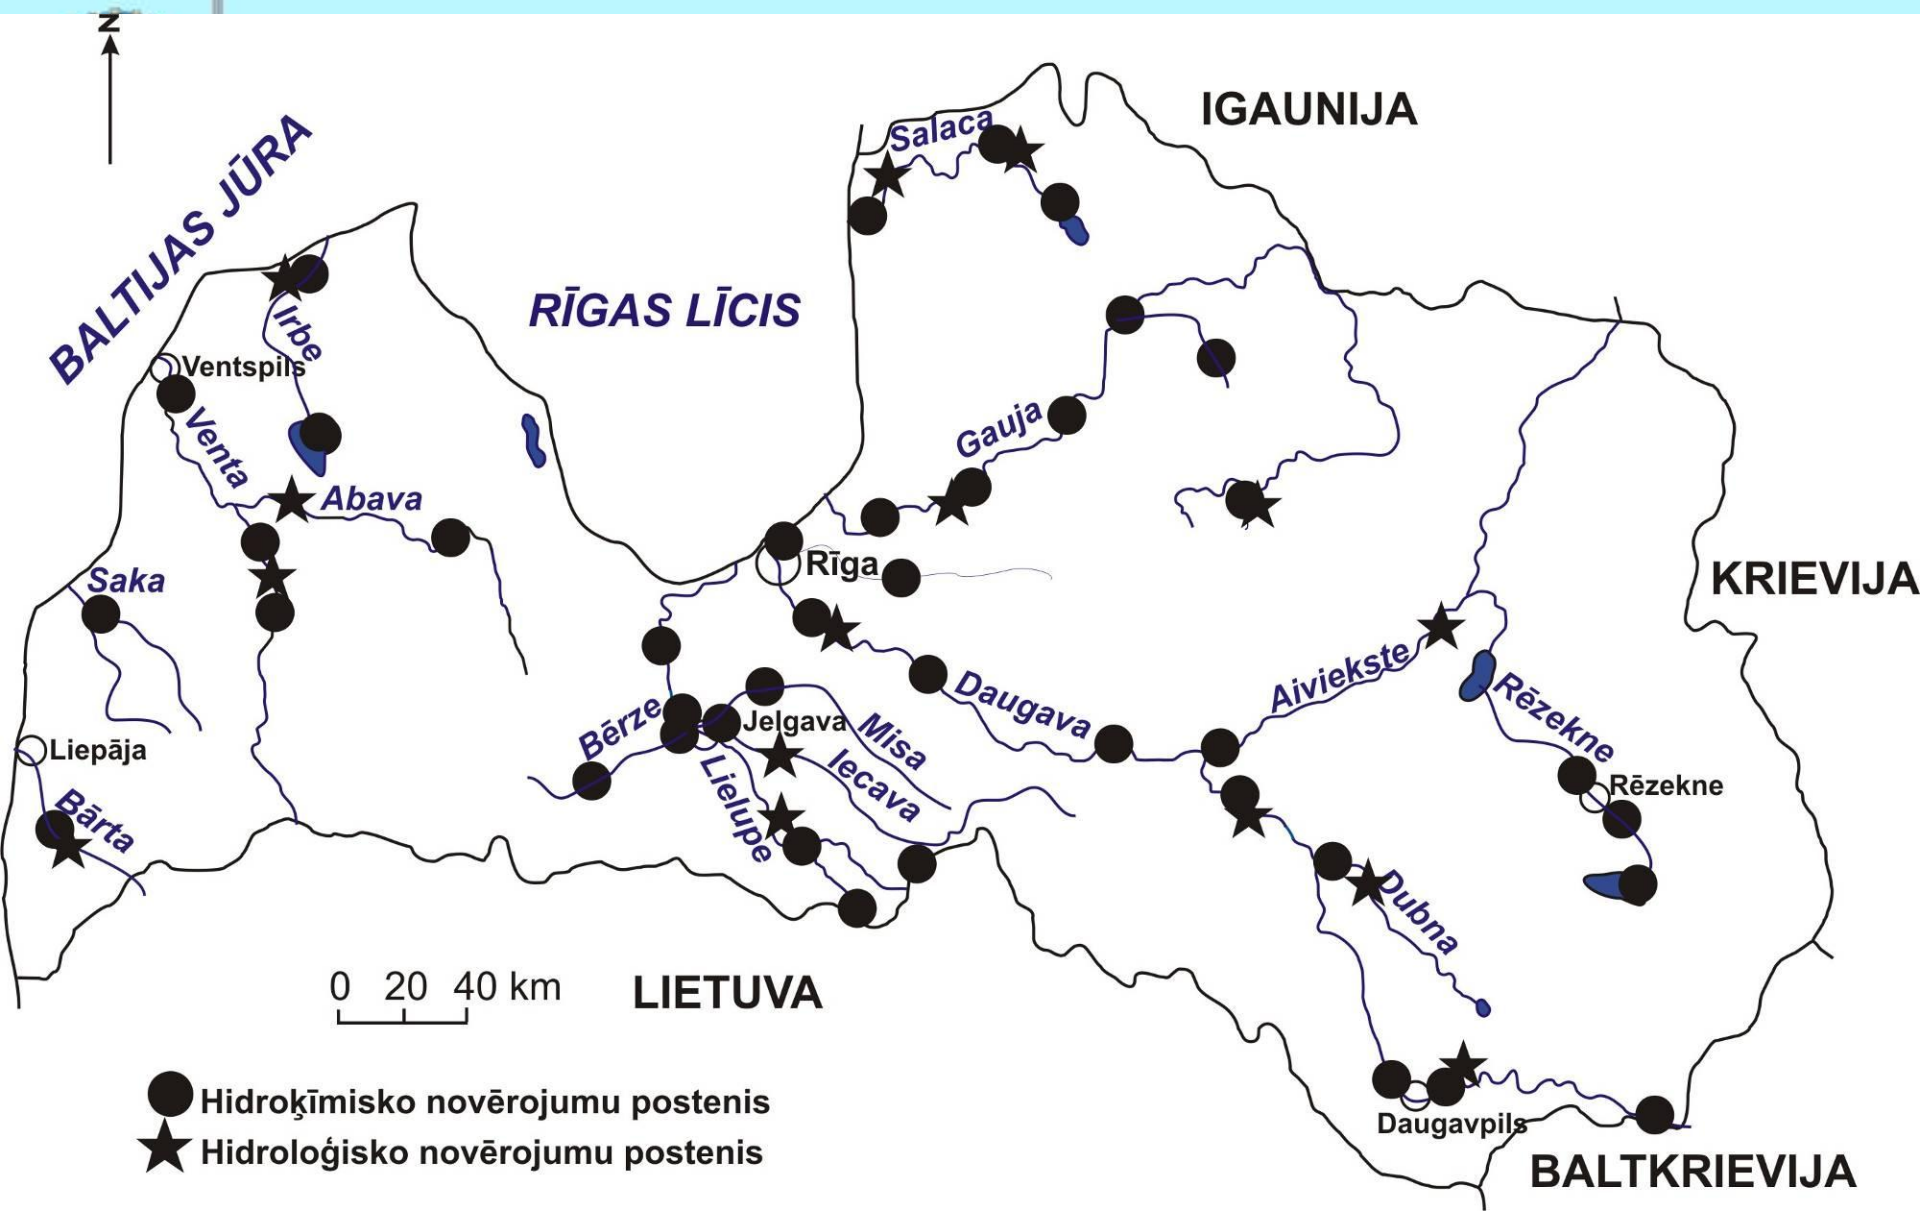 N
IGAUNIJA
Salaca
BALTIJAS JŪRA
RĪGAS LĪCIS
Irbe
Ventspils
Venta
Gauja
Abava
Rīga
Saka
KRIEVIJA
Aiviekste
Daugava
Rēzekne
Bērze
Jelgava
Misa
Iecava
Liepāja
Lielupe
Rēzekne
Bārta
Dubna
0 20 40 km
LIETUVA
Hidroķīmisko novērojumu postenis
Daugavpils
Hidroloģisko novērojumu postenis
BALTKRIEVIJA